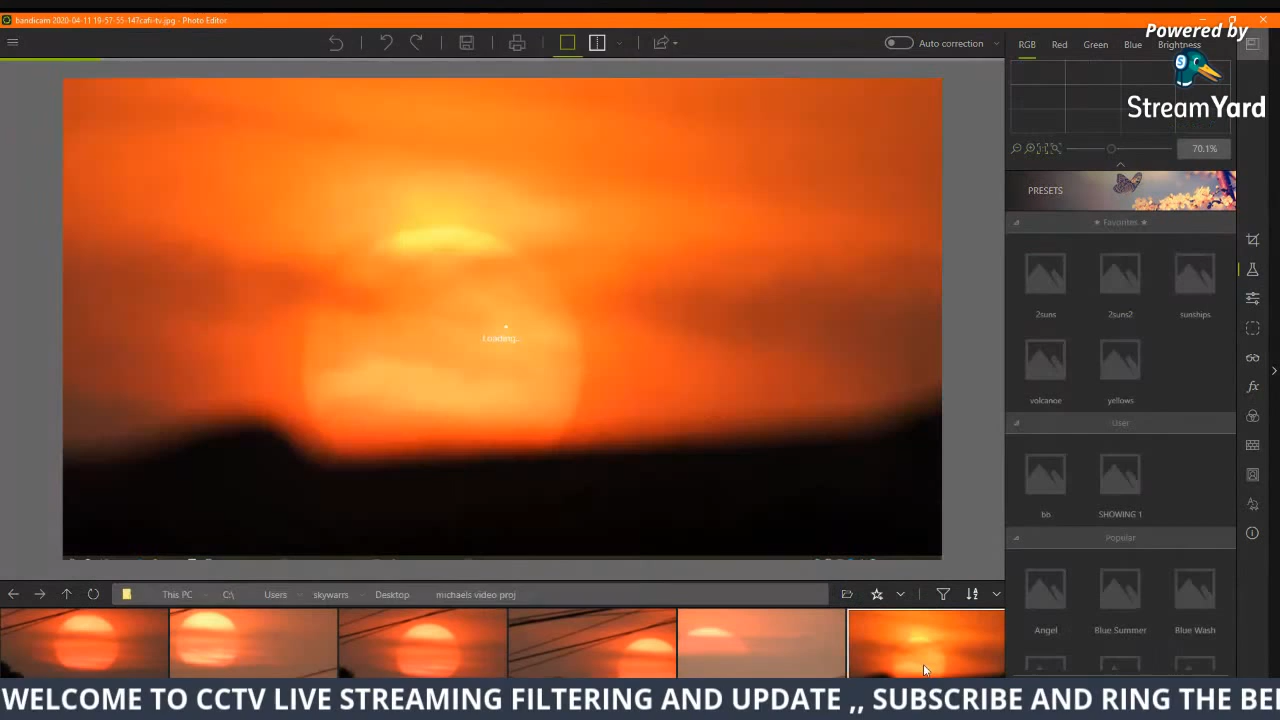 bandicam 2020-04-11 19-57-55-147cafi-tv.jpg - Photo Editor
Powered by
StreamYard
Auto correction
RGB Red Green Blue Brightness
70.1%
PRESETS
★ Favorites ★
2suns 2suns2 sunships
volcanoe yellows
User
bb SHOWING 1
Popular
Angel Blue Summer Blue Wash
Loading...
This PC C:\ Users skywarrs Desktop michaels video proj
WELCOME TO CCTV LIVE STREAMING FILTERING AND UPDATE ,, SUBSCRIBE AND RING THE BE